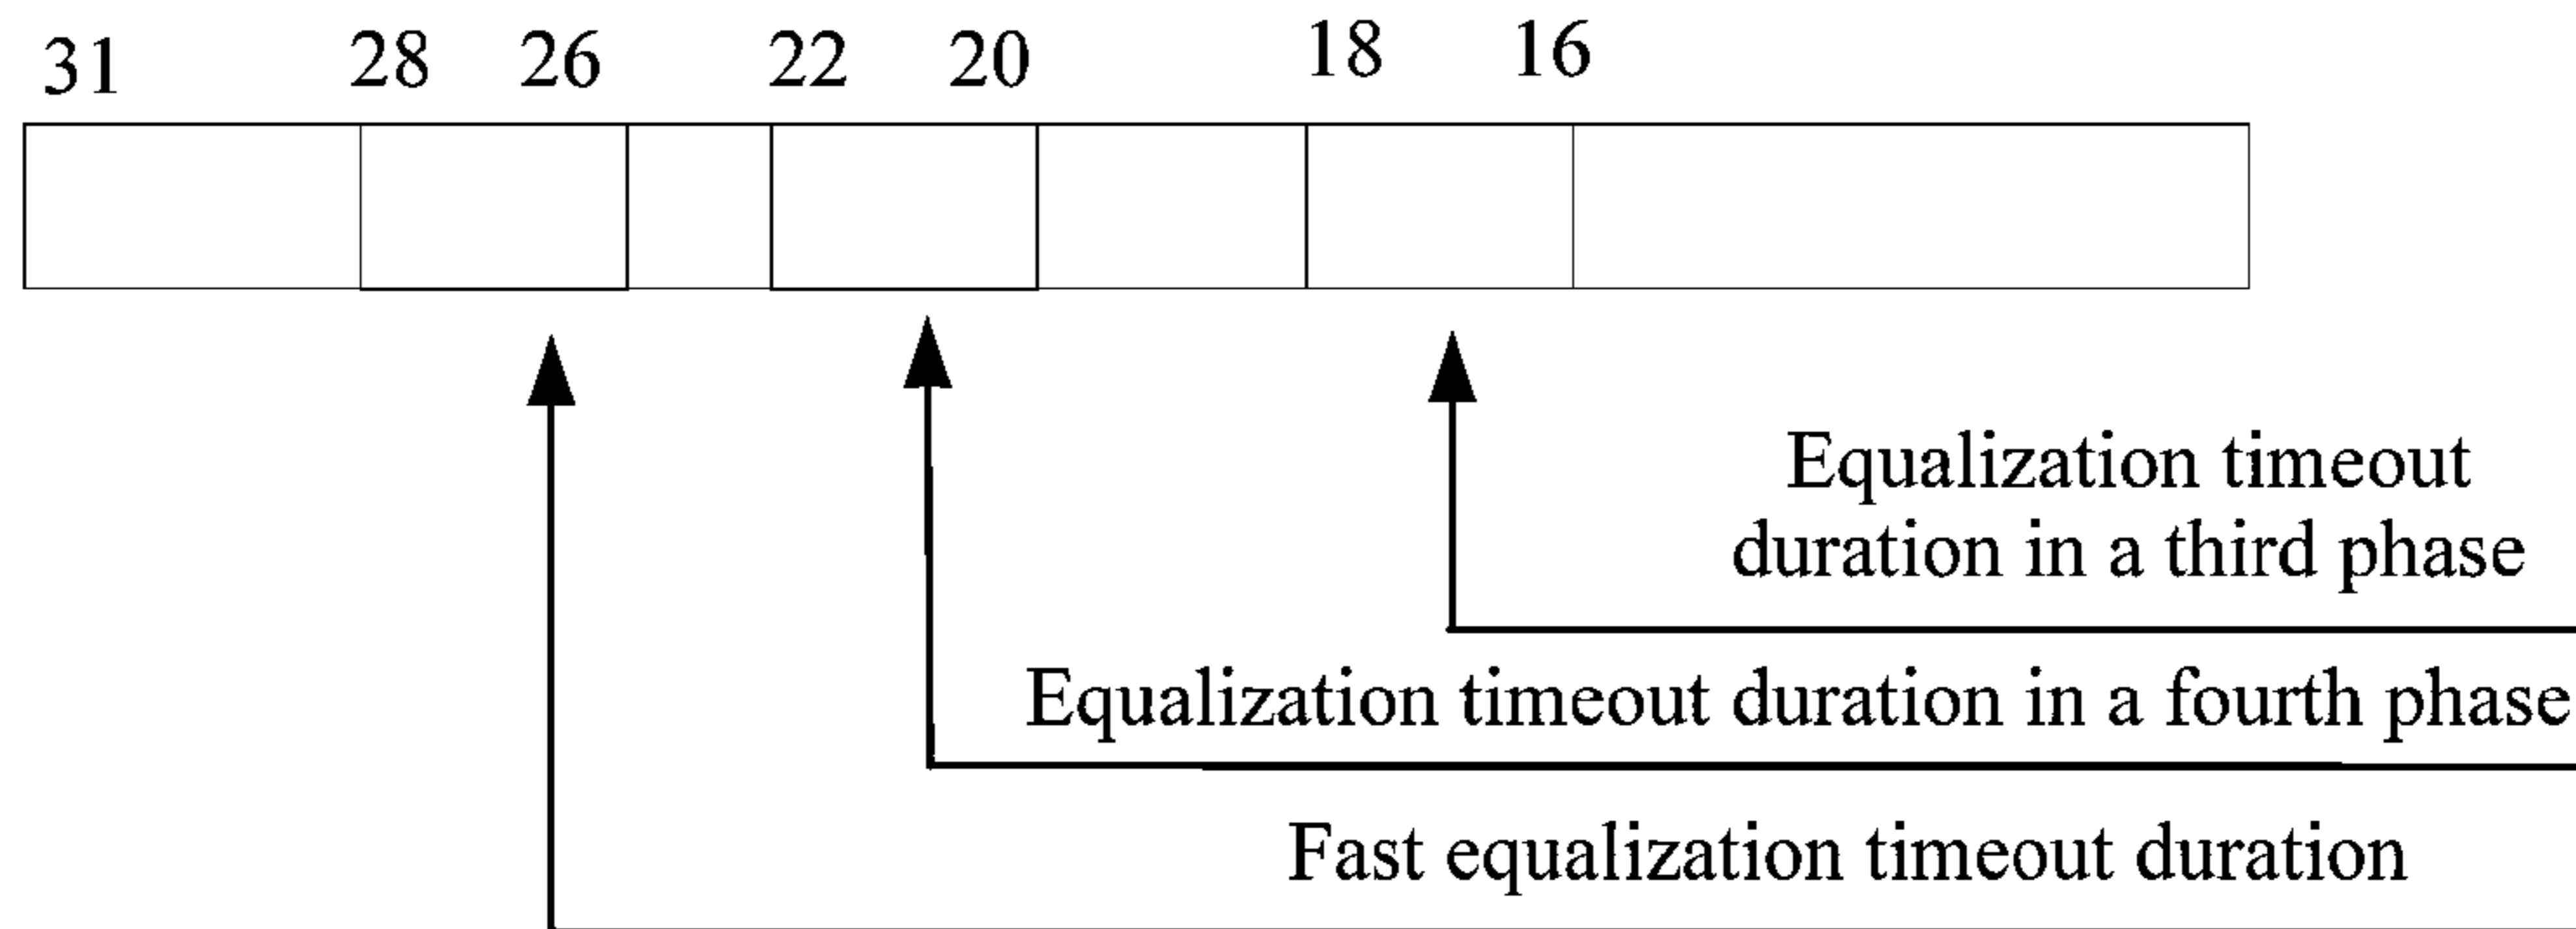 31 28 26 22 20 18 16
Equalization timeout
duration in a third phase
Equalization timeout duration in a fourth phase
Fast equalization timeout duration